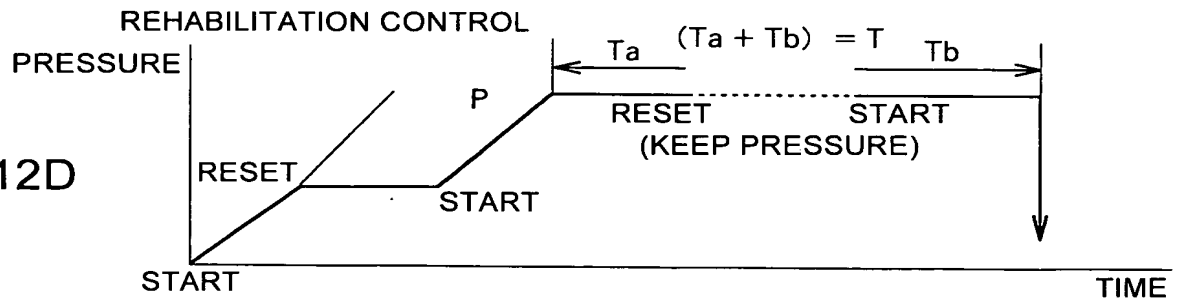 REHABILITATION CONTROL
PRESSURE
Ta (Ta + Tb) = T Tb
P
RESET START
(KEEP PRESSURE)
RESET
12D
START
START
TIME